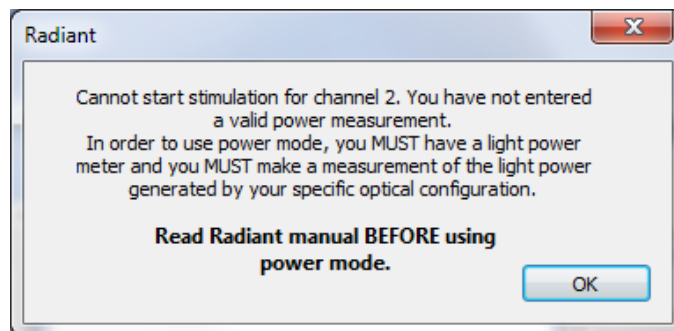 Radiant
Cannot start stimulation for channel 2. You have not entered
a valid power measurement.
In order to use power mode, you MUST have a light power
meter and you MUST make a measurement of the light power
generated by your specific optical configuration.
Read Radiant manual BEFORE using
power mode.
OK